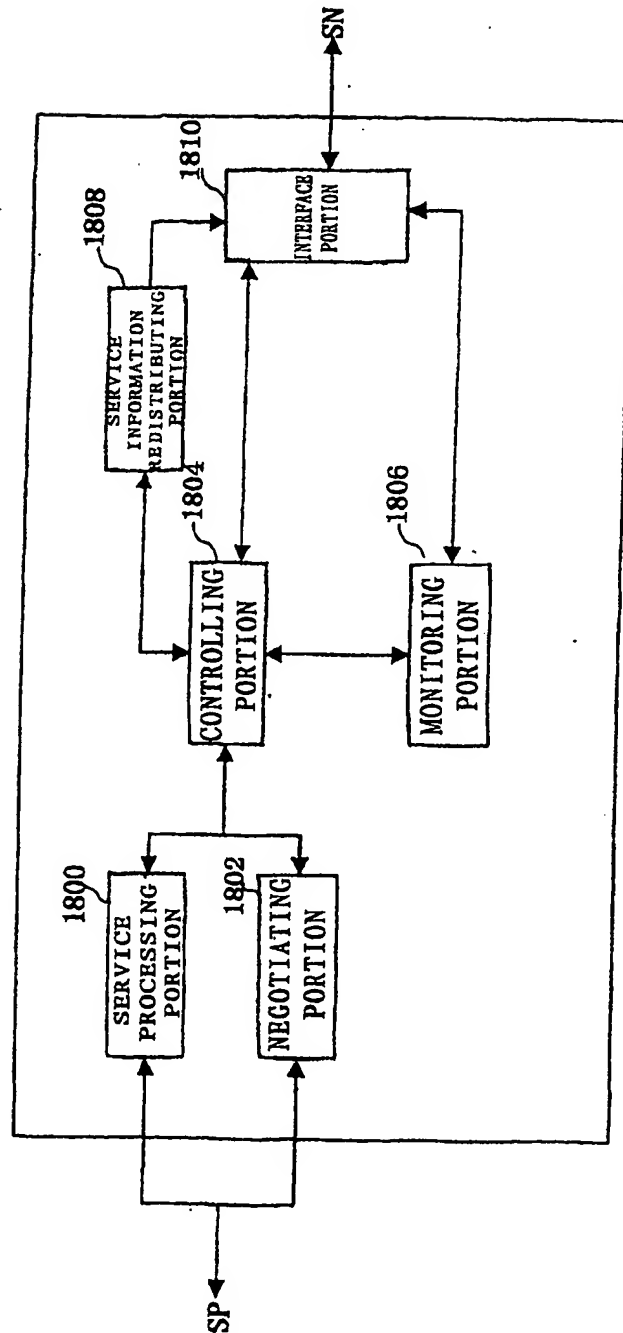 SP
1800
SERVICE
PROCESSING
PORTION
1802
NEGOTIATING
PORTION
1804
CONTROLLING
PORTION
1806
MONITORING
PORTION
1808
SERVICE
INFORMATION
REDISTRIBUTING
PORTION
1810
INTERFACE
PORTION
SN